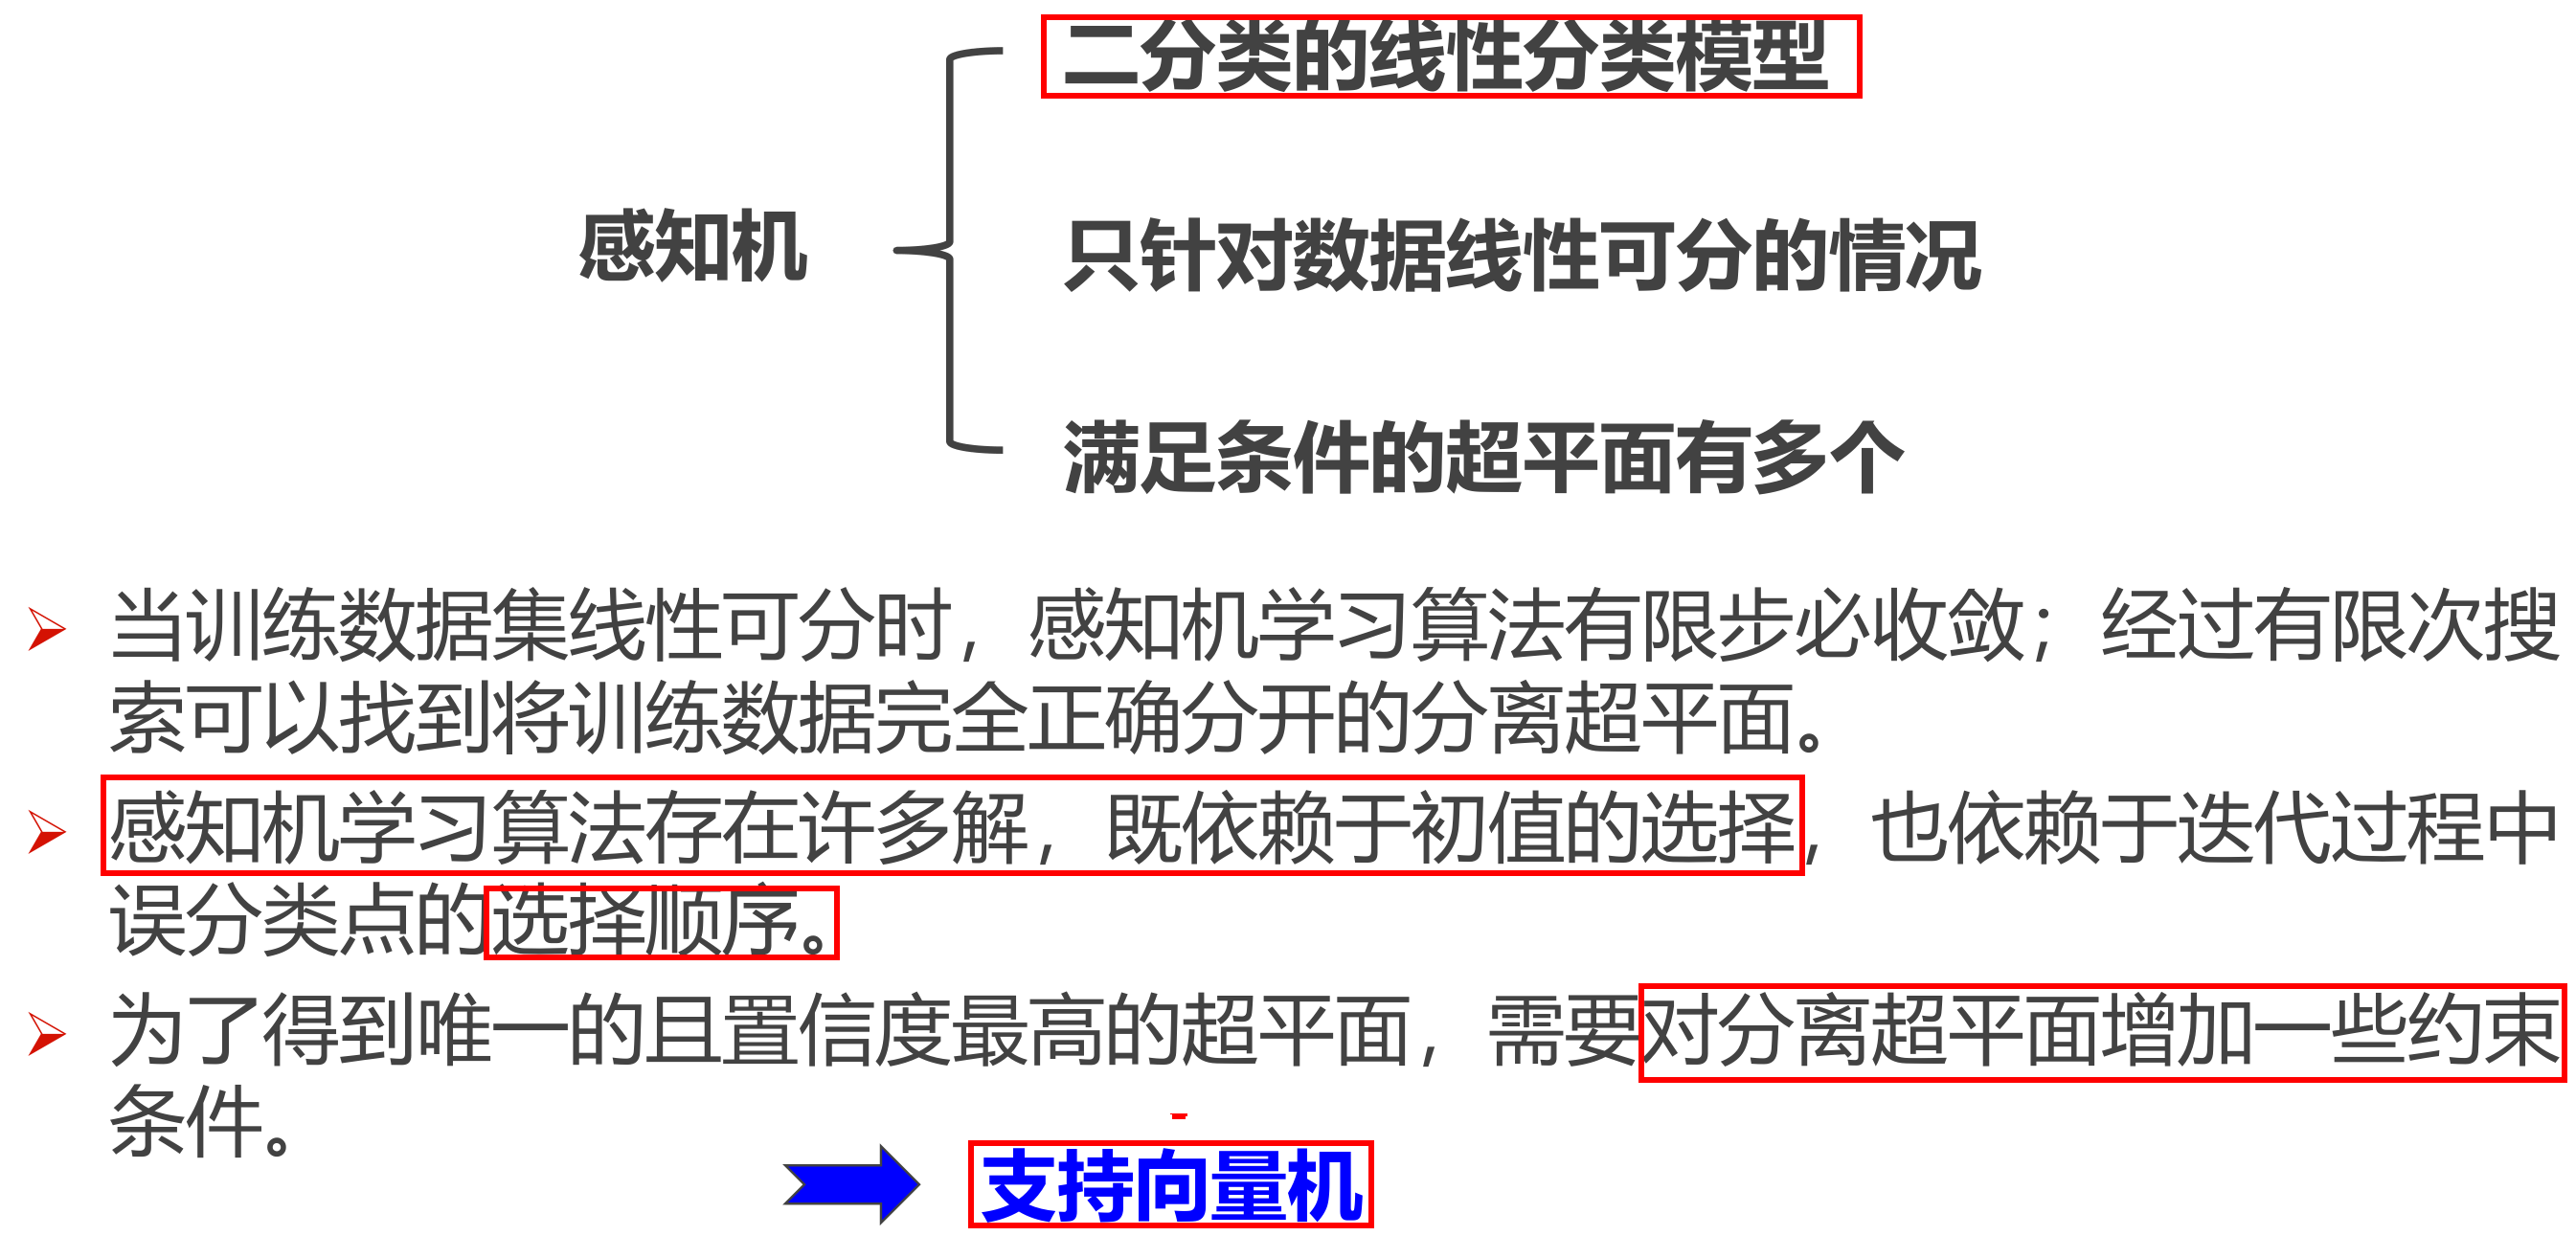 二分类的线性分类模型
感知机
只针对数据线性可分的情况
满足条件的超平面有多个
当训练数据集线性可分时，感知机学习算法有限步必收敛；经过有限次搜
索可以找到将训练数据完全正确分开的分离超平面。
感知机学习算法存在许多解，既依赖于初值的选择，也依赖于迭代过程中
误分类点的选择顺序。
为了得到唯一的且置信度最高的超平面，需要对分离超平面增加一些约束
条件。
支持向量机